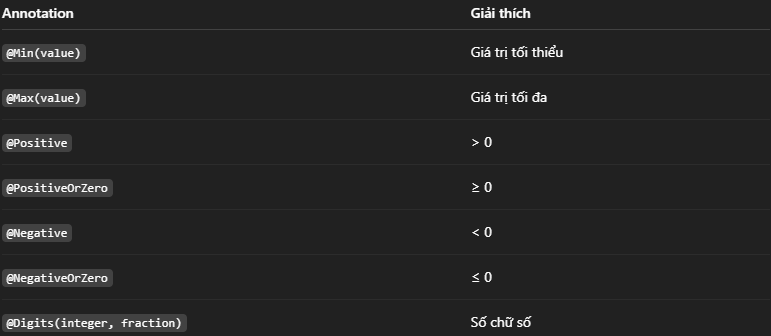 Annotation Giải thích
@Min(value) Giá trị tối thiểu
@Max(value) Giá trị tối đa
@Positive > 0
@PositiveOrZero ≥ 0
@Negative < 0
@NegativeOrZero ≤ 0
@Digits(integer, fraction) Số chữ số